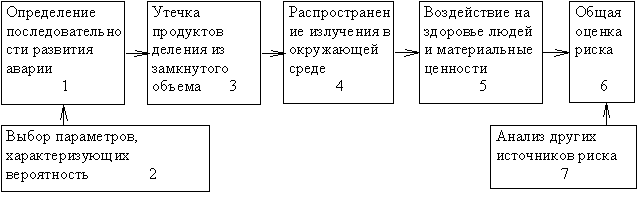 Определение
последовательно
сти развития
аварии
1
Утечка
продуктов
деления из
замкнутого
объема 3
Распространен
ие излучения в
окружающей
среде
4
Воздействие на
здоровье людей
и материальные
ценности
5
Общая
оценка
риска
6
Выбор параметров,
характеризующих
вероятность 2
Анализ других
источников риска
7